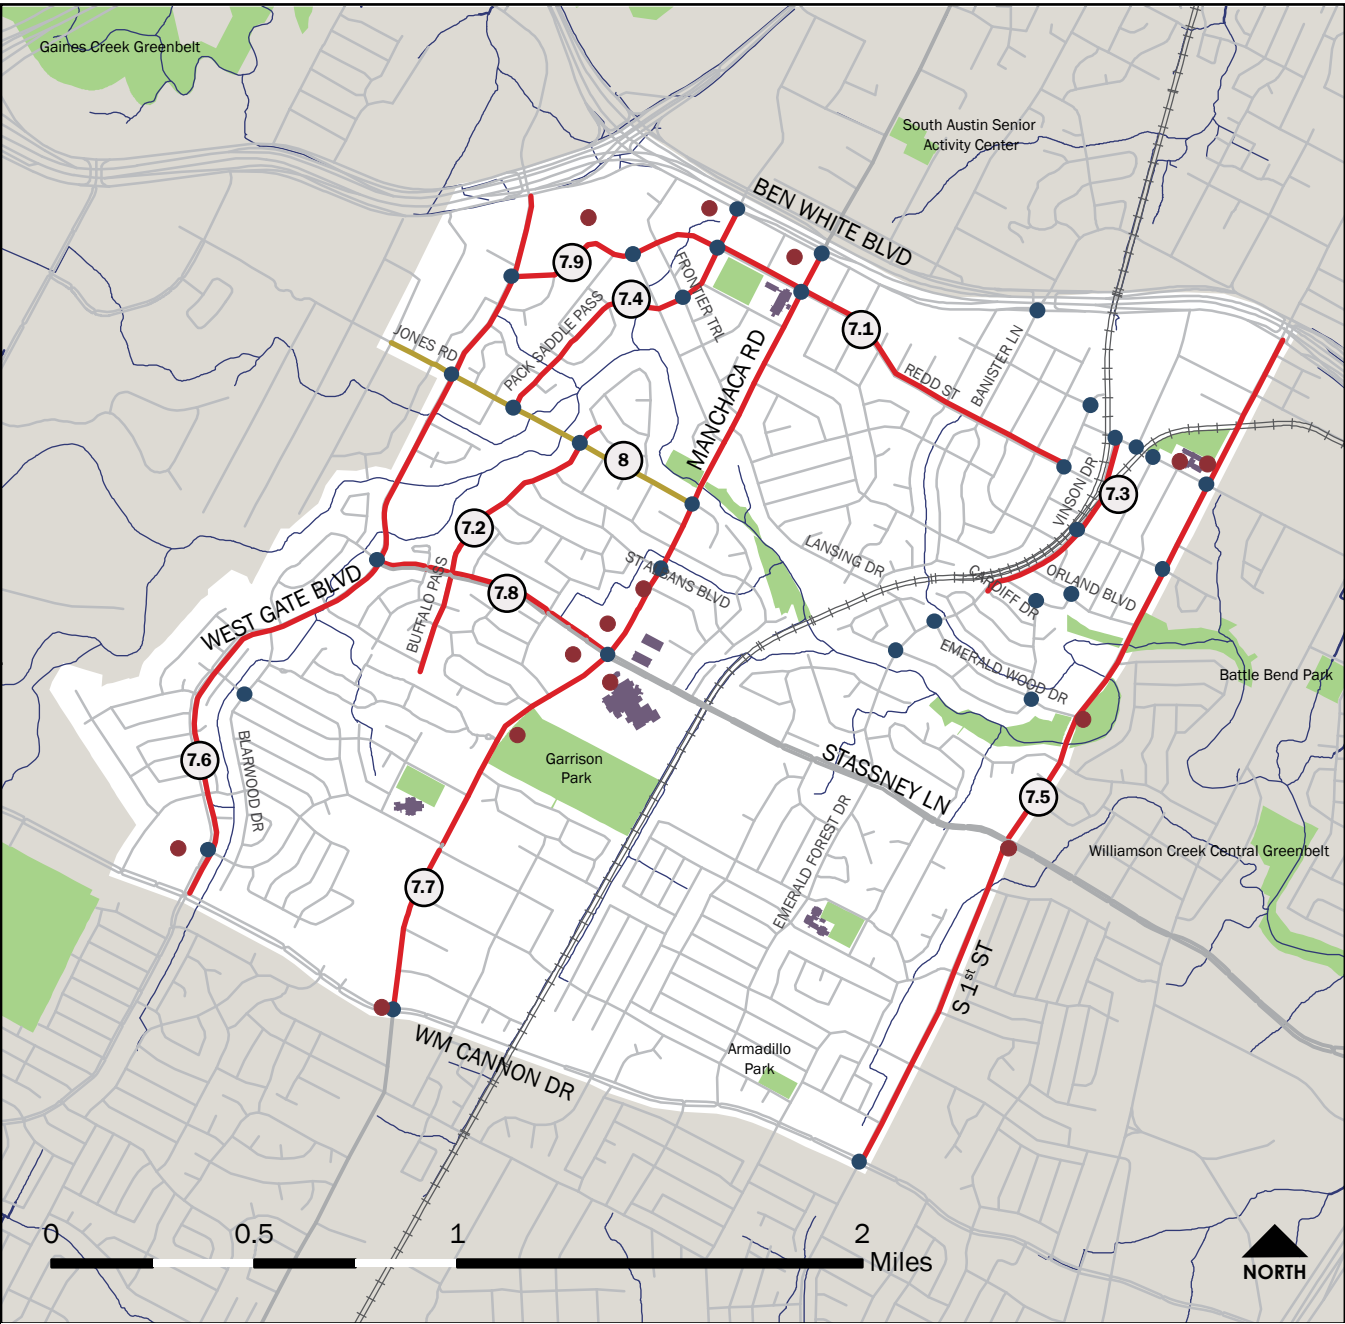 Gaines Creek Greenbelt
South Austin Senior
Activity Center
BEN WHITE BLVD
7.9
FRONTIER TRL
7.4
PACK SADDLE PASS
7.1
JONES RD
BANISTER LN
REDD ST
MANCHACA RD
8
VINSON DR
7.3
7.2
LANSING DR
ST
BLVD
CARDIFF DR
ORLAND BLVD
BUFFALO PASS
7.8
WEST GATE BLVD
EMERALD WOOD DR
Battle Bend Park
7.6
BLARWOOD DR
Garrison
Park
STASSNEY LN
7.5
EMERALD FOREST DR
Williamson Creek Central Greenbelt
7.7
S 1st ST
WM CANNON DR
Armadillo
Park
0 0.5 1 2
Miles
NORTH